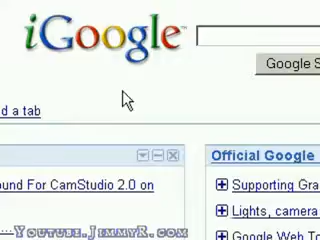 iGoogle™
Google S
d a tab
ound For CamStudio 2.0 on
Official Google
Supporting Gra
Lights, camera
Google Web To
....Youtube.JimmyR.com